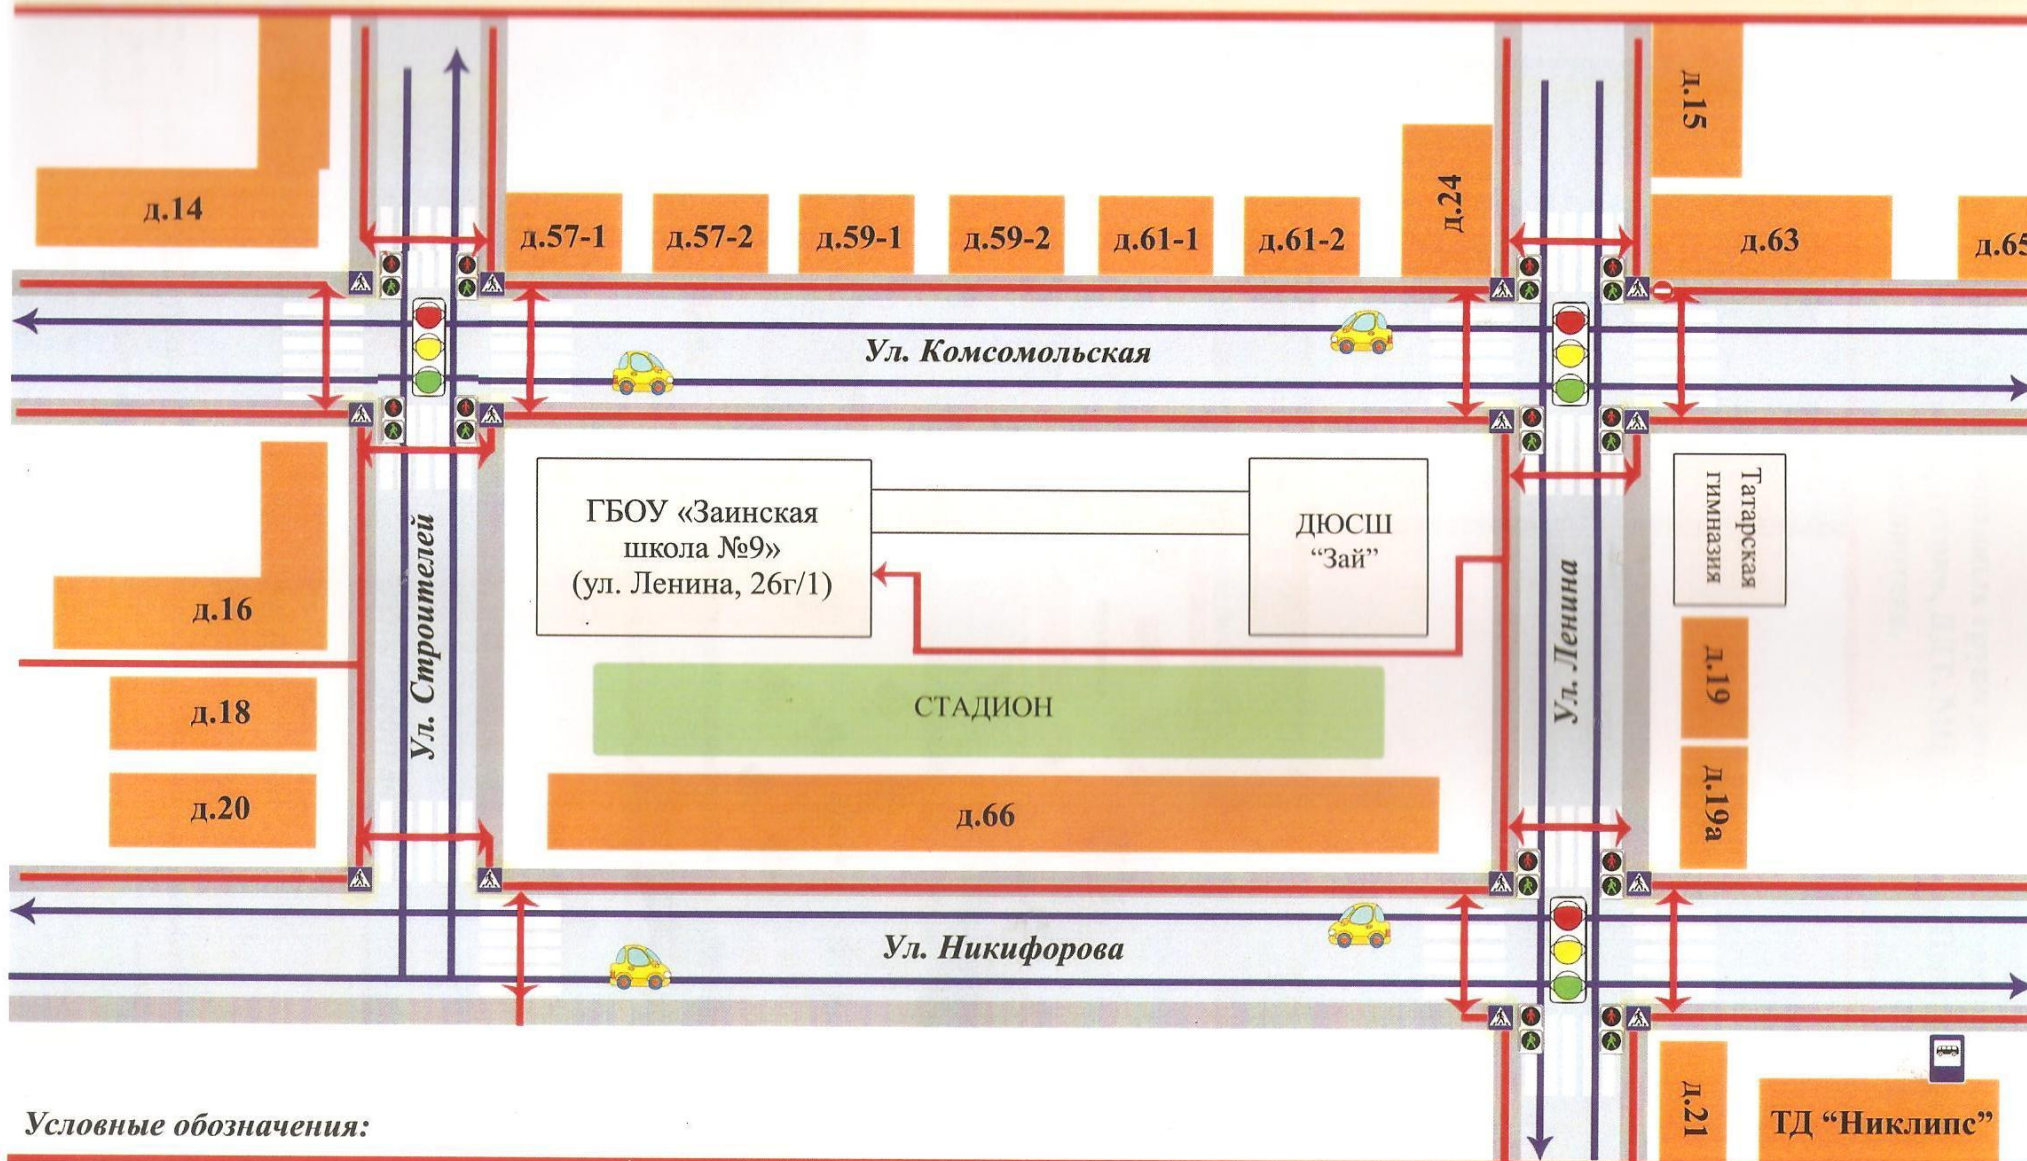 д.15
д.14
д.57-1
д.57-2
д.59-1
д.59-2
д.61-1
д.61-2
д.24
д.63
д.65
Ул. Комсомольская
ГБОУ «Заинская
школа №9»
(ул. Ленина, 26г/1)
ДЮСШ
“Зай”
Татарская
гимназия
д.16
Ул. Строителей
Ул. Ленина
д.18
СТАДИОН
д.19
д.20
д.66
д.19а
Ул. Никифорова
Условные обозначения:
д.21
ТД “Никлипс”